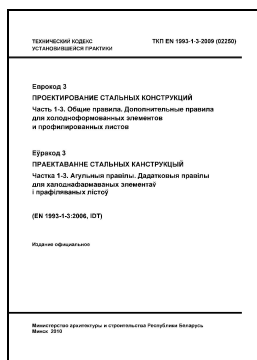 ТЕХНИЧЕСКИЙ КОДЕКС
УСТАНОВИВШЕЙСЯ ПРАКТИКИ
ТКП EN 1993-1-3-2009 (02250)
Еврокод 3
ПРОЕКТИРОВАНИЕ СТАЛЬНЫХ КОНСТРУКЦИЙ
Часть 1-3. Общие правила. Дополнительные правила
для холодноформованных элементов
и профилированных листов
Еўракод 3
ПРАЕКТАВАННЕ СТАЛЬНЫХ КАНСТРУКЦЫЙ
Частка 1-3. Агульныя правілы. Дадатковыя правілы
для халоднафармаваных элементаў
і прафіляваных лістоў
(EN 1993-1-3:2006, IDT)
Издание официальное
Министерство архитектуры и строительства Республики Беларусь
Минск 2010